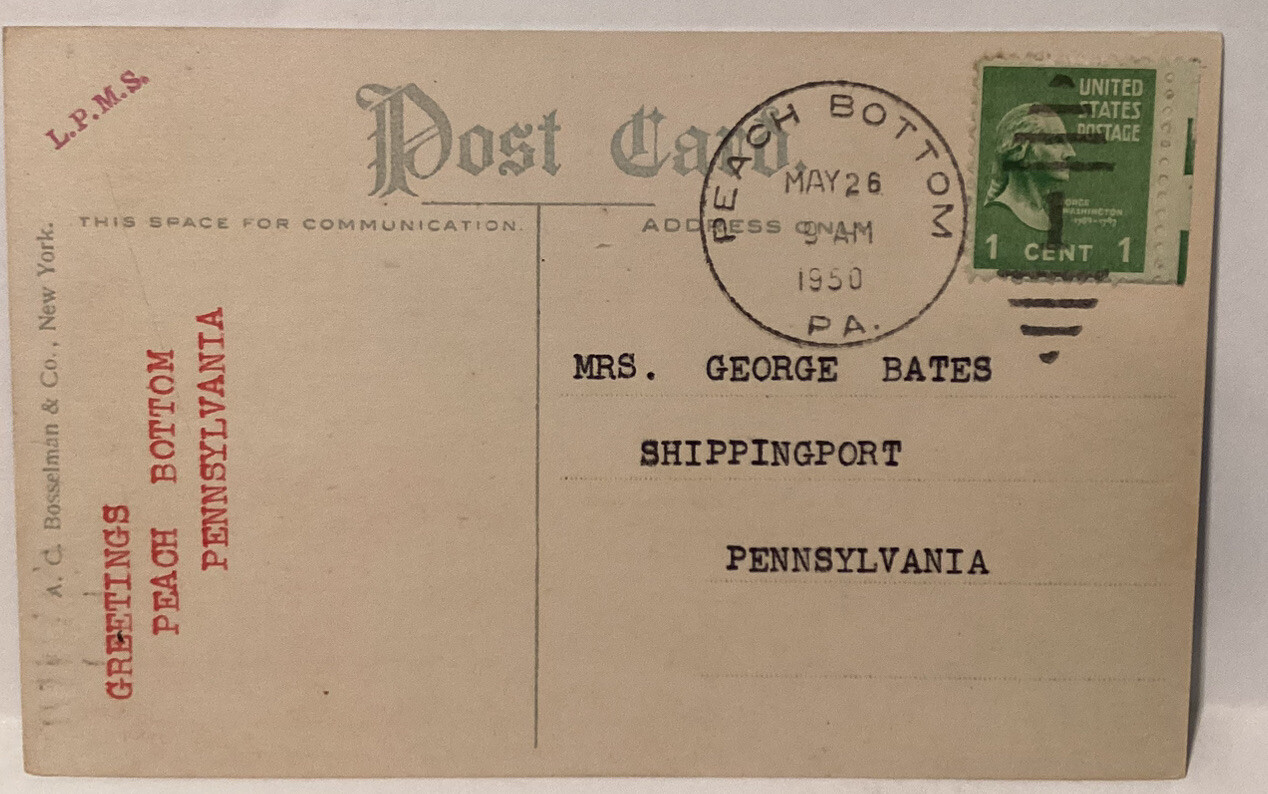 L.P.M.S.
Post Card.
THIS SPACE FOR COMMUNICATION.
ADDRESS ONLY
A. C. Bosselman & Co., New York.
GREETINGS
PEACH BOTTOM
PENNSYLVANIA
PEACH BOTTOM
MAY 26
9 AM
1950
PA.
UNITED
STATES
POSTAGE
WASHINGTON
1 CENT 1
MRS. GEORGE BATES
SHIPPINGPORT
PENNSYLVANIA